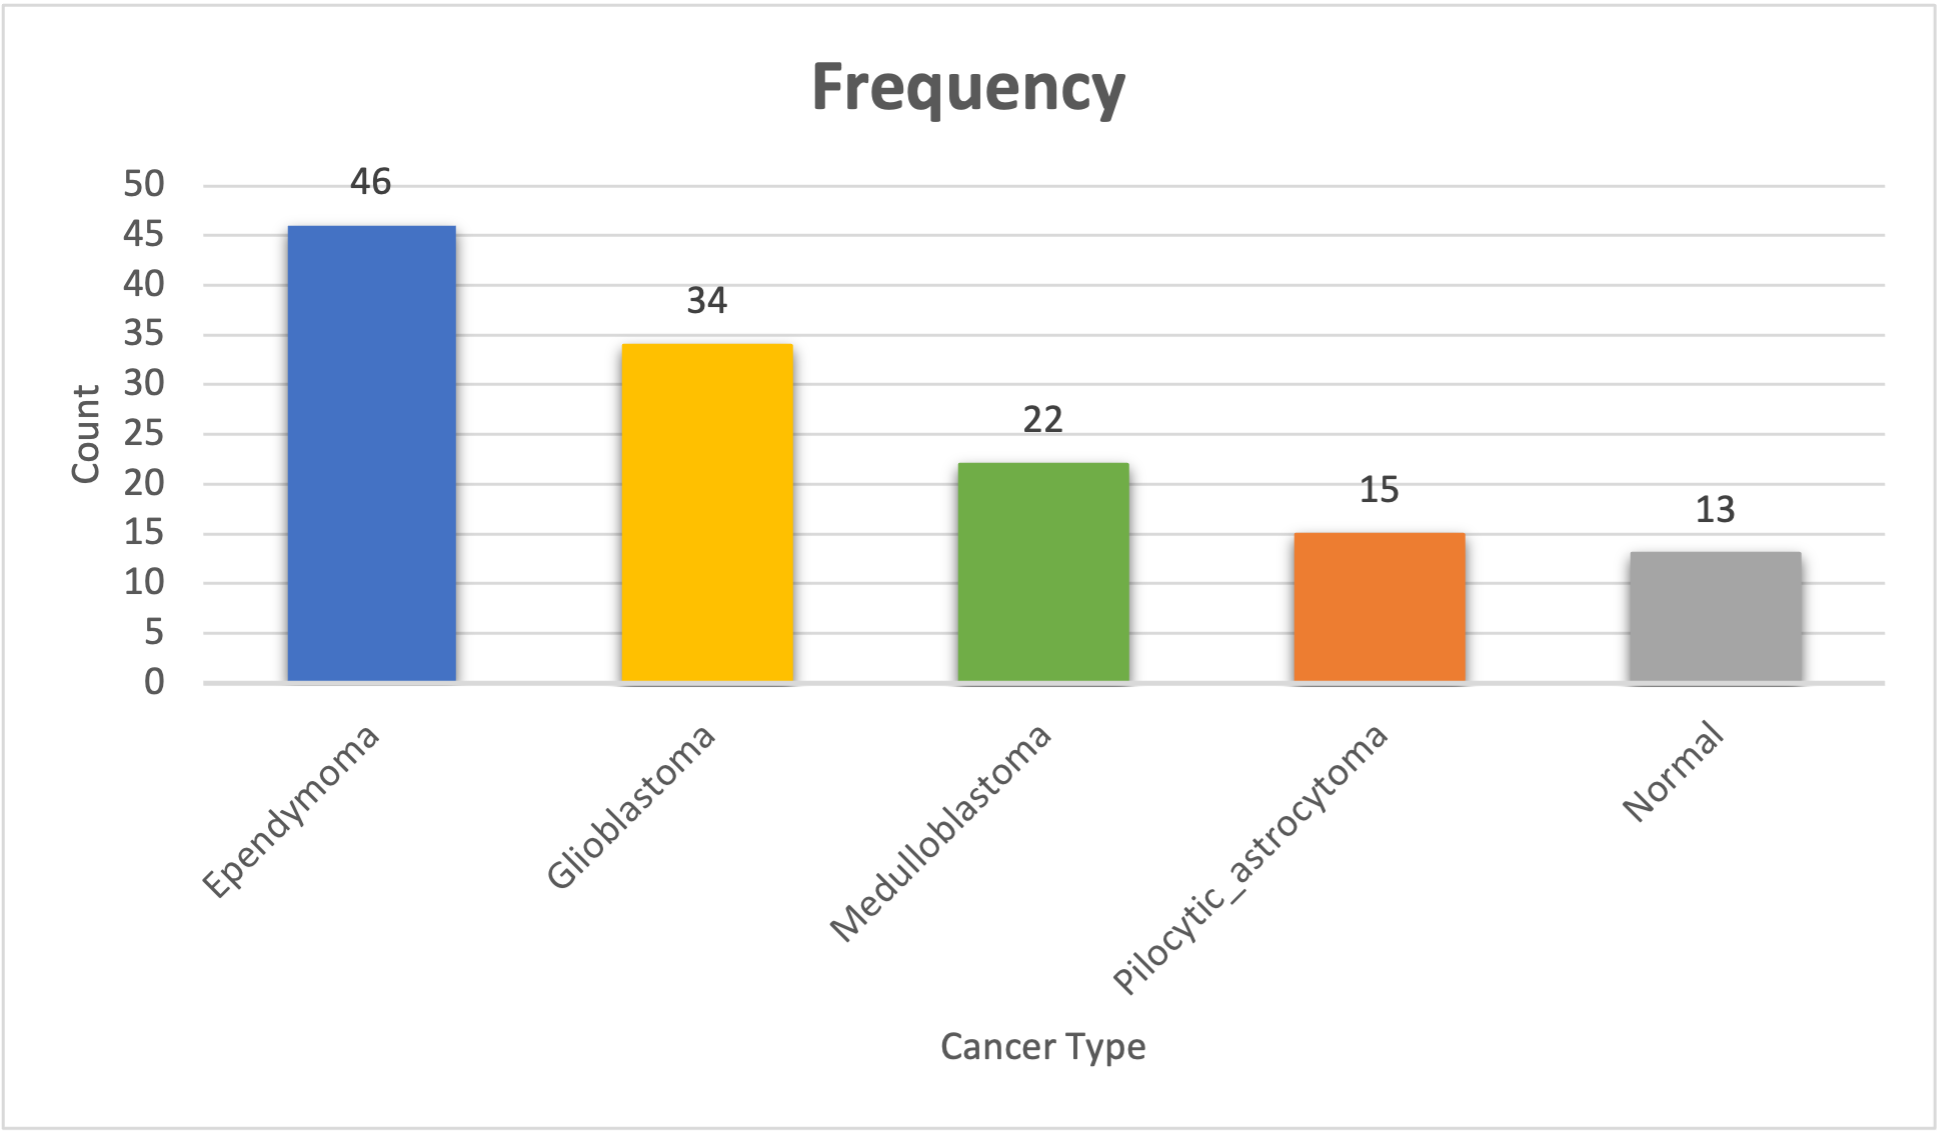 Frequency
Count
50
45
40
35
30
25
20
15
10
5
0
46
34
22
15
13
Ependymoma
Glioblastoma
Medulloblastoma
Pilocytic_astrocytoma
Normal
Cancer Type